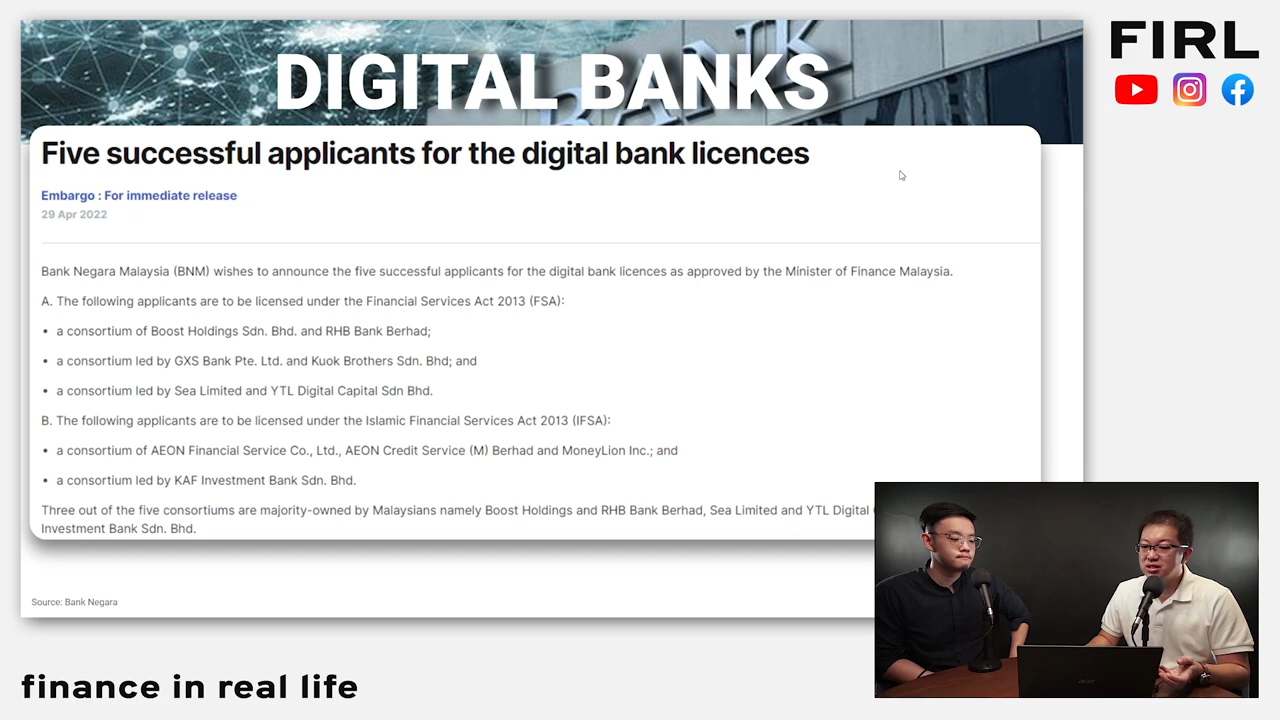 DIGITAL BANKS
BANK
FIRL
Five successful applicants for the digital bank licences
Embargo : For immediate release
29 Apr 2022
Bank Negara Malaysia (BNM) wishes to announce the five successful applicants for the digital bank licences as approved by the Minister of Finance Malaysia.
A. The following applicants are to be licensed under the Financial Services Act 2013 (FSA):
• a consortium of Boost Holdings Sdn. Bhd. and RHB Bank Berhad;
• a consortium led by GXS Bank Pte. Ltd. and Kuok Brothers Sdn. Bhd; and
• a consortium led by Sea Limited and YTL Digital Capital Sdn Bhd.
B. The following applicants are to be licensed under the Islamic Financial Services Act 2013 (IFSA):
• a consortium of AEON Financial Service Co., Ltd., AEON Credit Service (M) Berhad and MoneyLion Inc.; and
• a consortium led by KAF Investment Bank Sdn. Bhd.
Three out of the five consortiums are majority-owned by Malaysians namely Boost Holdings and RHB Bank Berhad, Sea Limited and YTL Digital
Investment Bank Sdn. Bhd.
Source: Bank Negara
acer
finance in real life